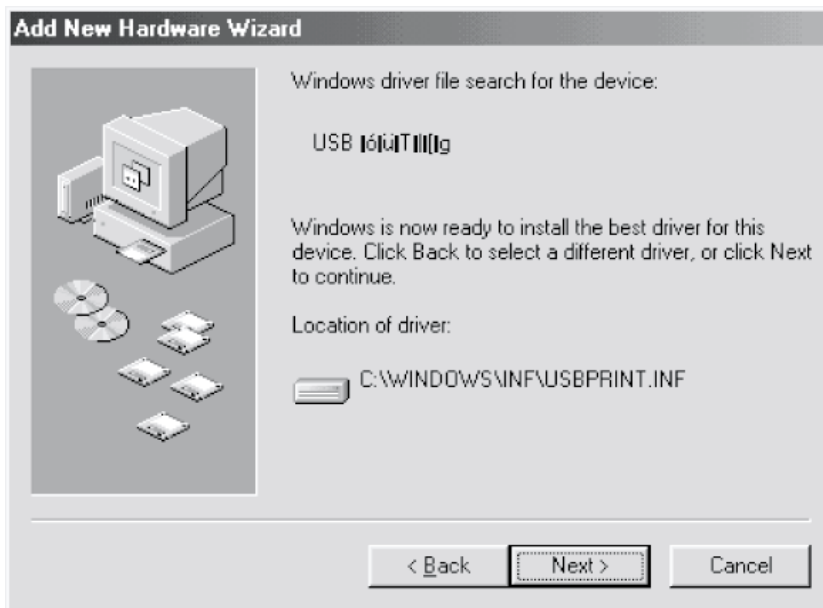 Add New Hardware Wizard
Windows driver file search for the device:
USB
Windows is now ready to install the best driver for this
device. Click Back to select a different driver, or click Next
to continue.
Location of driver:
C:\WINDOWS\INF\USBPRINT.INF
< Back
Next >
Cancel